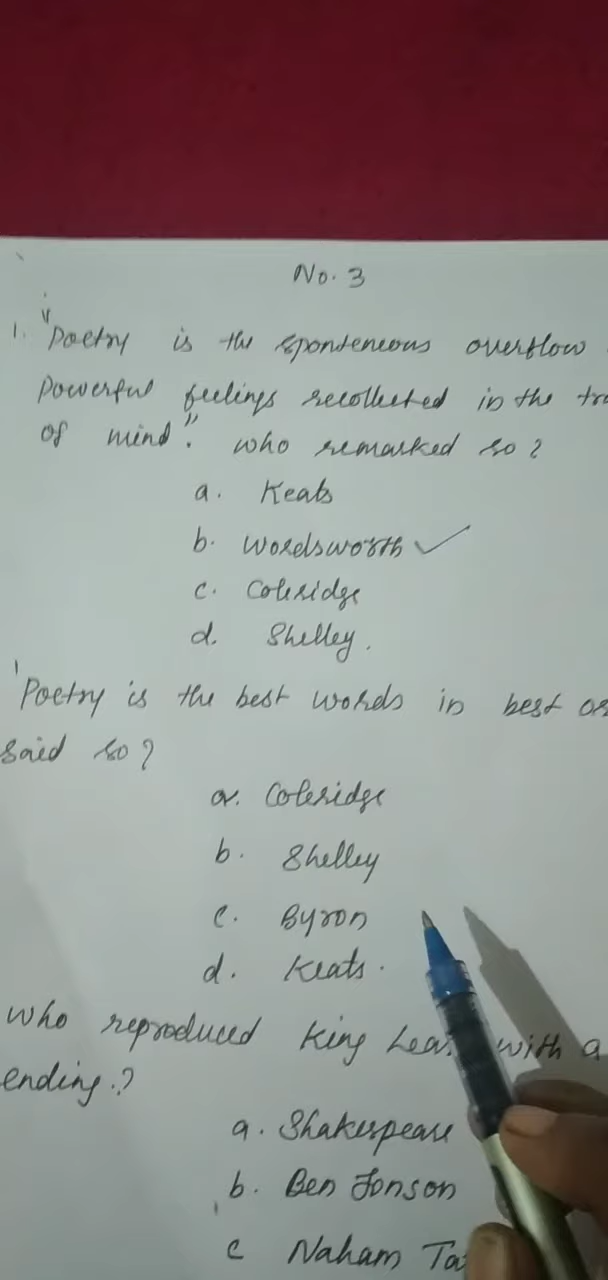 No. 3
1. "Poetry is the sponteneous overflow
powerful feelings recollected in the
of mind". who remarked so?
a. Keats
b. Wordsworth ✓
c. Coleridge
d. Shelley.
'Poetry is the best words in best
said so?
a. Coleridge
b. Shelley
c. Byron
d. Keats.
Who reproduced King Lear with a
ending.?
a. Shakespeare
b. Ben Jonson
c Naham